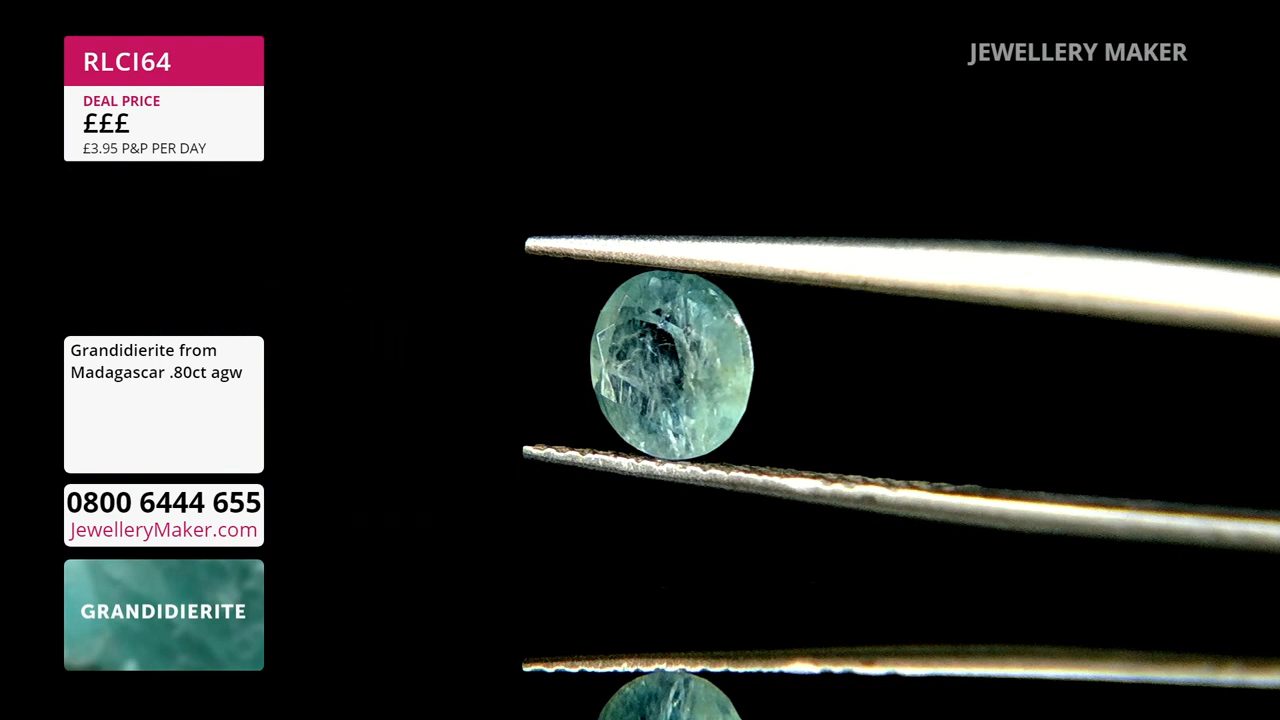 RLCI64
DEAL PRICE
£££
£3.95 P&P PER DAY
JEWELLERY MAKER
Grandidierite from
Madagascar .80ct agw
0800 6444 655
JewelleryMaker.com
GRANDIDIERITE